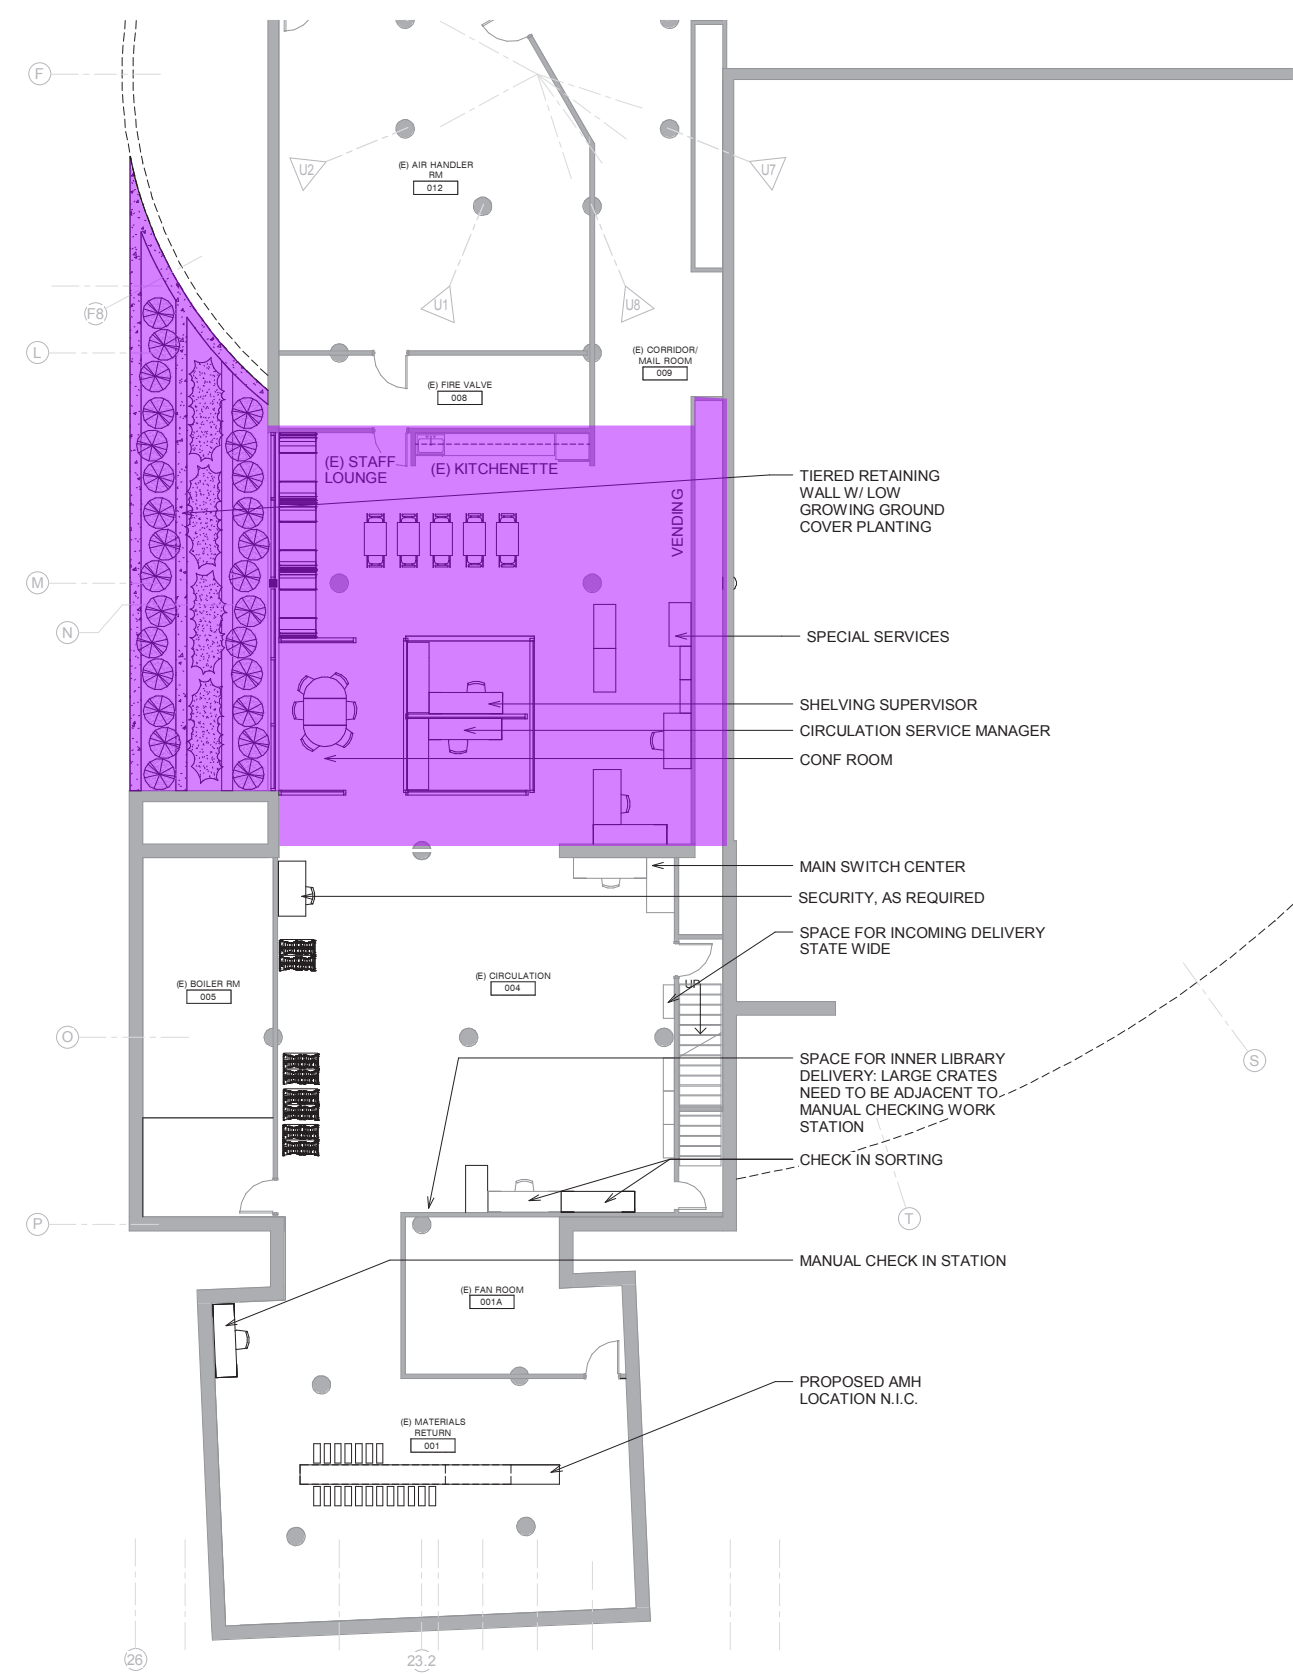 F
U2
(E) AIR HANDLER
RM
012
U7
U1
U8
F8
L
(E) CORRIDOR/
MAIL ROOM
009
(E) FIRE VALVE
008
(E) STAFF
LOUNGE
(E) KITCHENETTE
VENDING
TIERED RETAINING
WALL W/ LOW
GROWING GROUND
COVER PLANTING
M
N
SPECIAL SERVICES
SHELVING SUPERVISOR
CIRCULATION SERVICE MANAGER
CONF ROOM
MAIN SWITCH CENTER
SECURITY, AS REQUIRED
SPACE FOR INCOMING DELIVERY
STATE WIDE
(E) BOILER RM
005
(E) CIRCULATION
004
UP
O
S
SPACE FOR INNER LIBRARY
DELIVERY: LARGE CRATES
NEED TO BE ADJACENT TO
MANUAL CHECKING WORK
STATION
CHECK IN SORTING
P
T
MANUAL CHECK IN STATION
(E) FAN ROOM
001A
PROPOSED AMH
LOCATION N.I.C.
(E) MATERIALS
RETURN
001
26
23.2